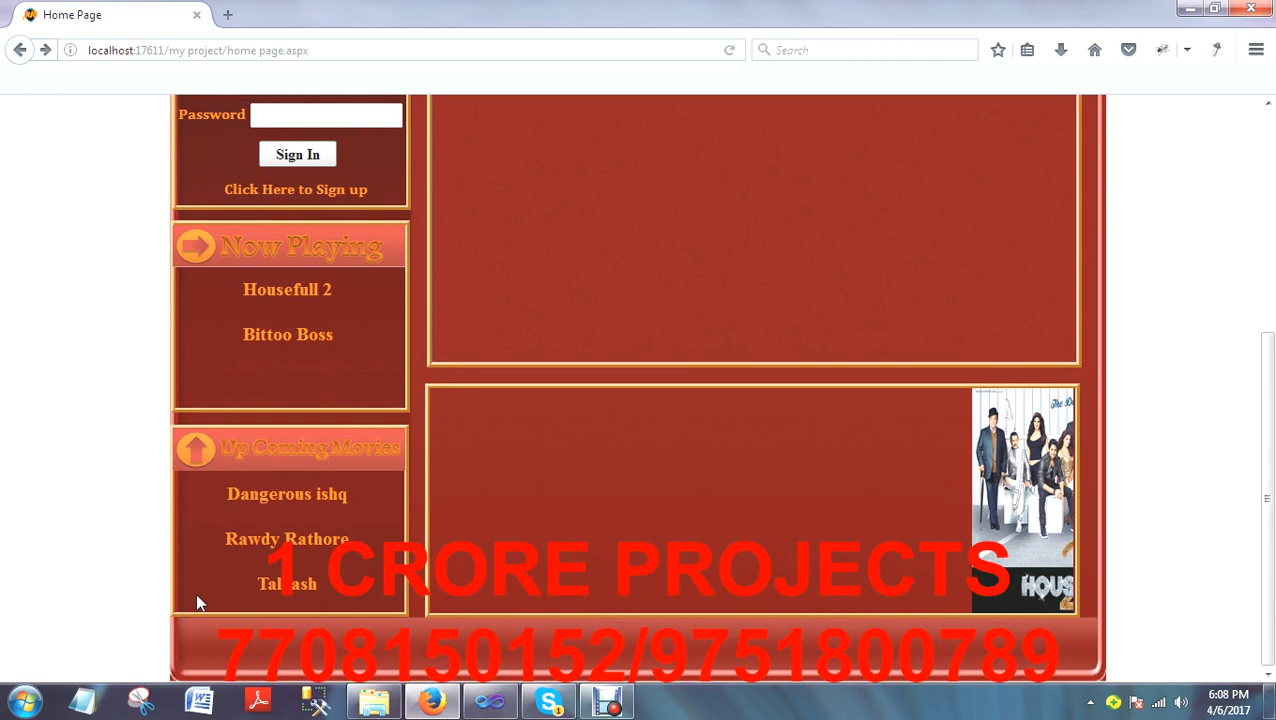 Home Page
localhost:17611/my project/home page.aspx
Search
Password
Sign In
Click Here to Sign up
Now Playing
Housefull 2
Bittoo Boss
Up Coming Movies
Dangerous ishq
Rawdy Rathore
1 CRORE PROJECTS
7708150152/9751800789
6:08 PM
4/6/2017